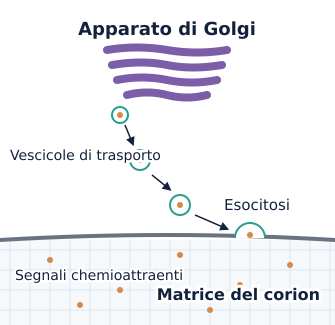 Apparato di Golgi
Vescicole di trasporto
Esocitosi
Segnali chemioattraenti
Matrice del corion